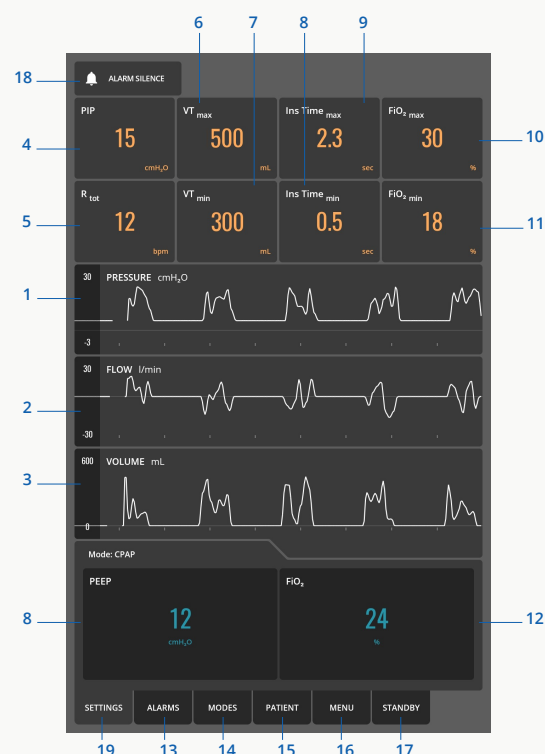 6 7 8 9
18 ALARM SILENCE
PIP VT max Ins Time max FiO₂ max
4 15 500 2.3 30 10
cmH₂O mL sec %
R tot VT min Ins Time min FiO₂ min
5 12 300 0.5 18 11
bpm mL sec %
30 PRESSURE cmH₂O
1
-3
30 FLOW l/min
2
-30
600 VOLUME mL
3
0
Mode: CPAP
PEEP FiO₂
8 12 24 12
cmH₂O %
SETTINGS ALARMS MODES PATIENT MENU STANDBY
19 13 14 15 16 17